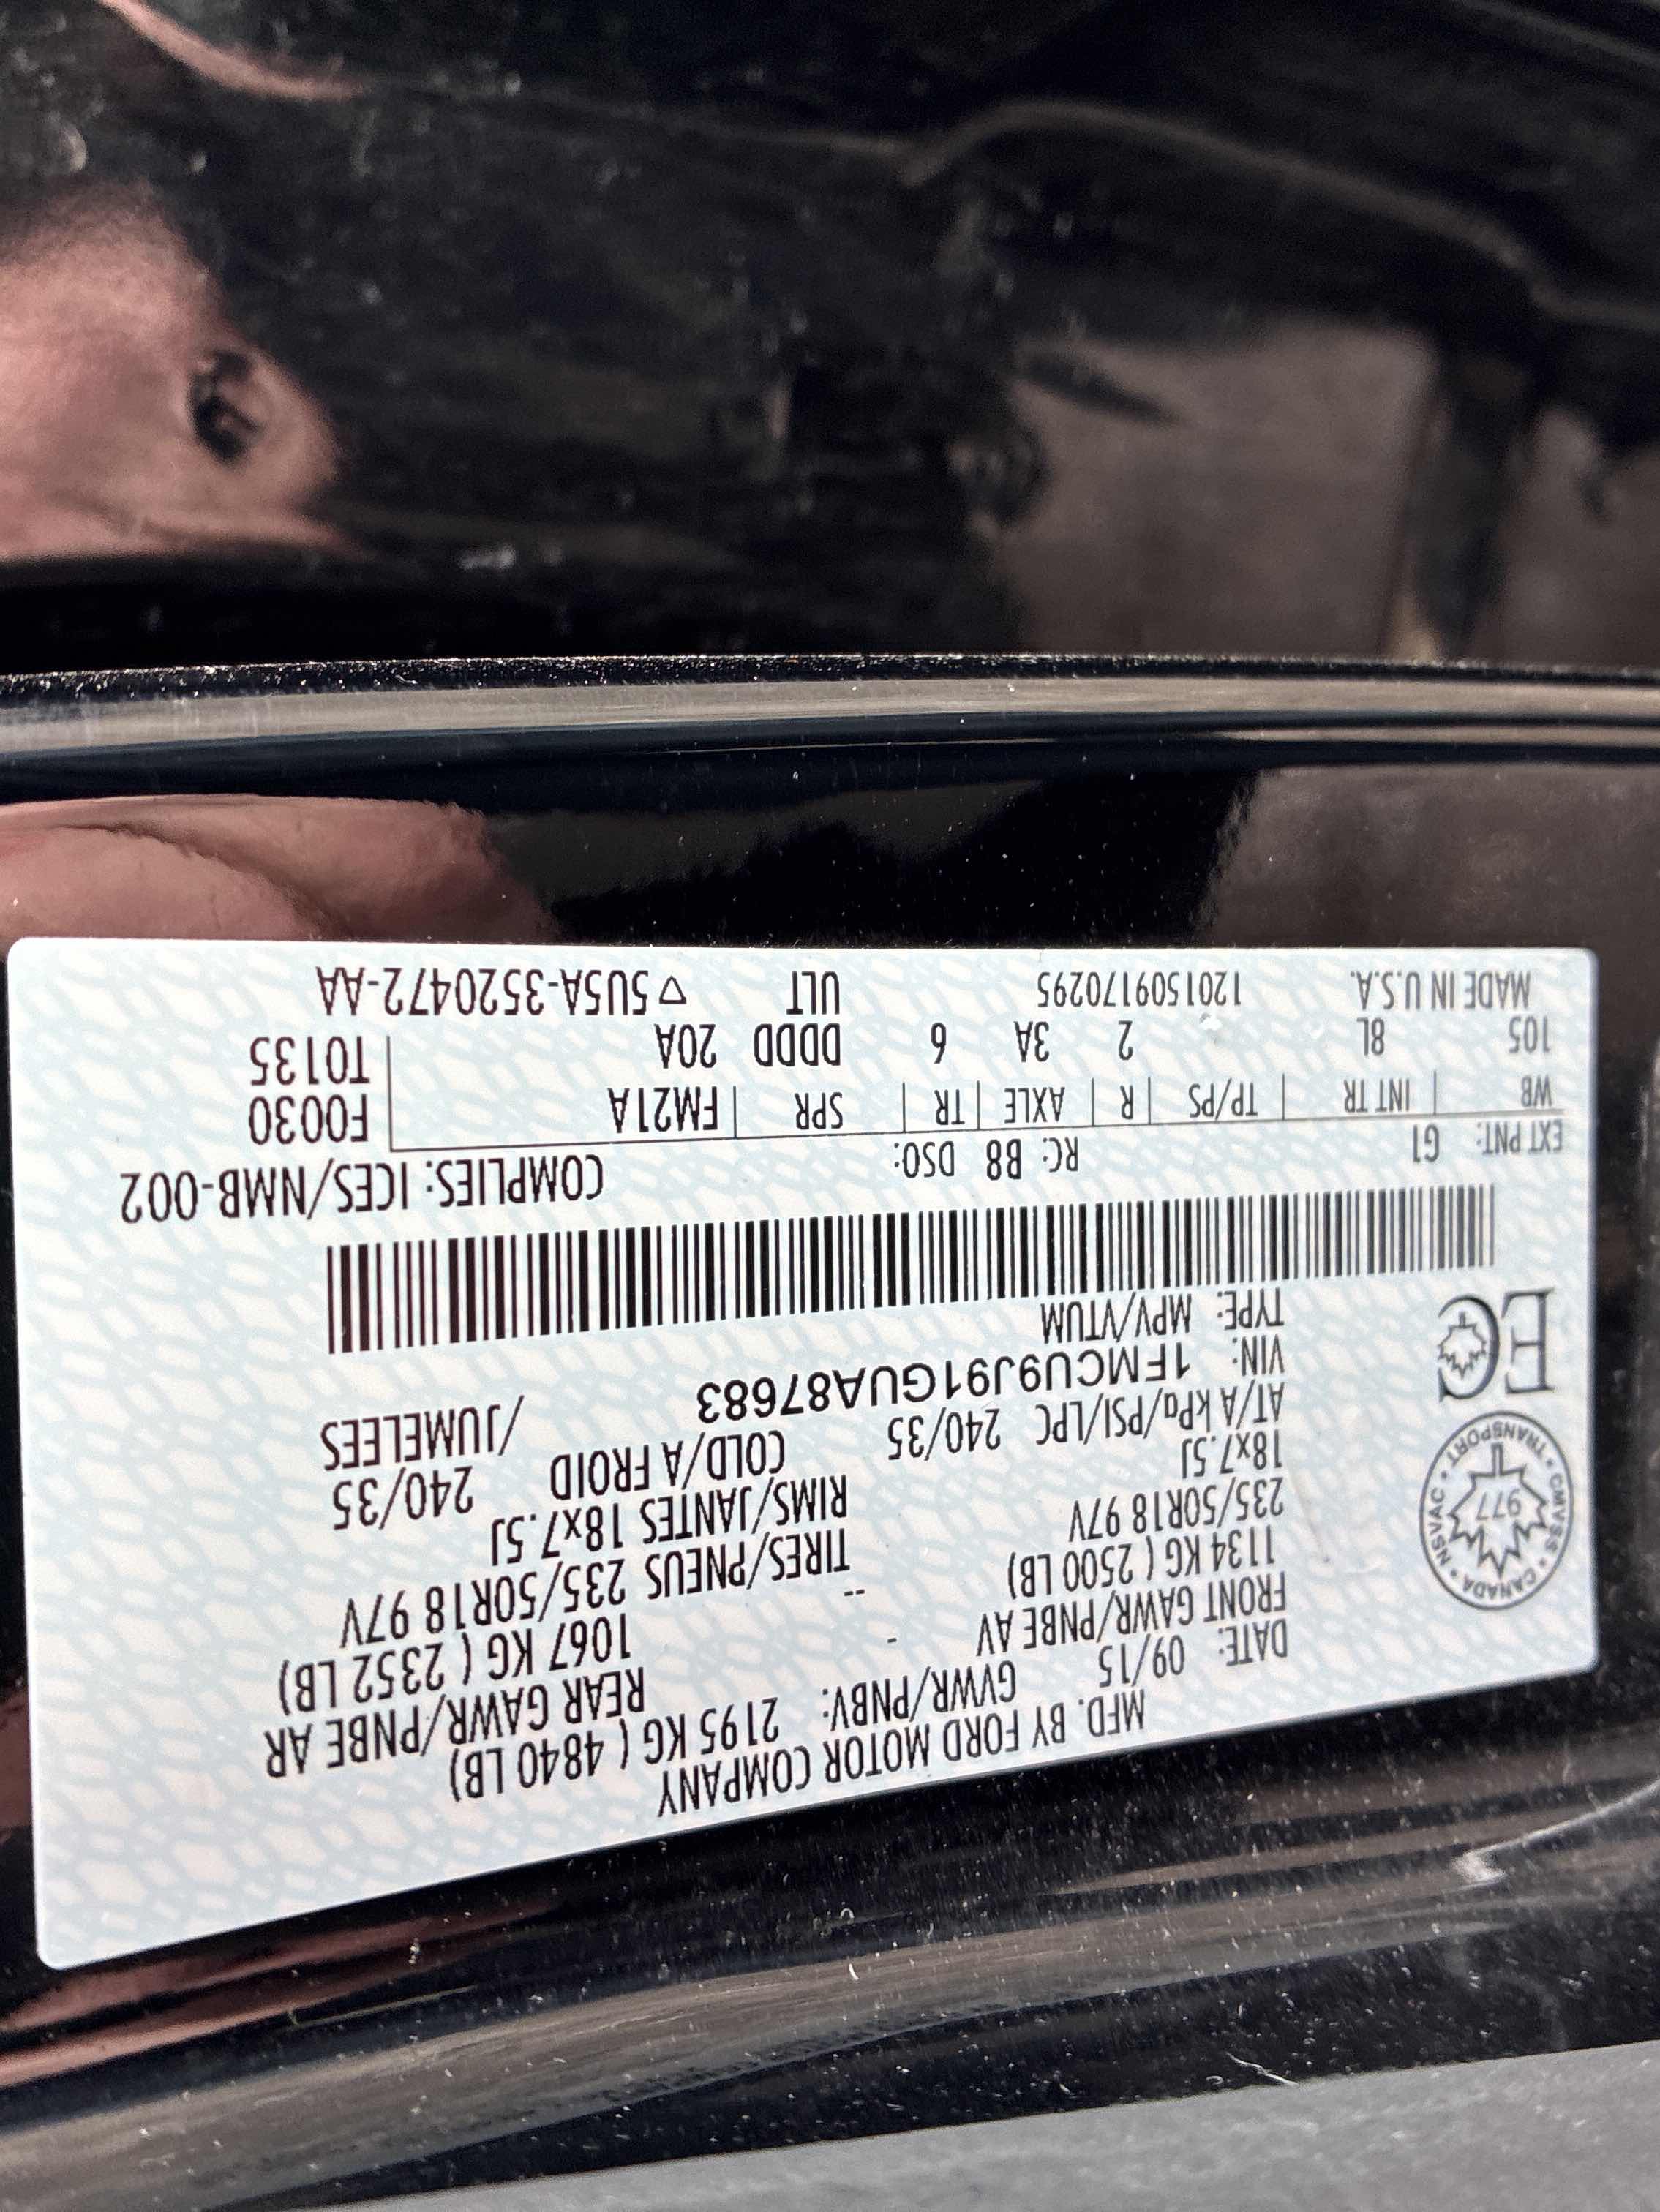 MFD. BY FORD MOTOR COMPANY
DATE: 09/15 GVWR/PNBV: 2195 KG ( 4840 LB)
FRONT GAWR/PNBE AV - REAR GAWR/PNBE AR
1134 KG ( 2500 LB) -- 1067 KG ( 2352 LB)
235/50R18 97V TIRES/PNEUS 235/50R18 97V
18x7.5J RIMS/JANTES 18x7.5J
AT/A kPa/PSI/LPC 240/35 COLD/A FROID 240/35
VIN: 1FMCU9J91GUA87683 /JUMELEES
TYPE: MPV/VTUM
CANADA • CMVSS • TRANSPORT • NSVAC •
977
EC
COMPLIES: ICES/NMB-002
EXT PNT: G1 RC: B8 DSO:
WB | INT TR | TP/PS | R | AXLE | TR | SPR | FM21A F0030
105 8L 2 3A 6 DDDD 20A T0135
MADE IN U.S.A. 1201509170295 ULT ▽ 5U5A-3520472-AA